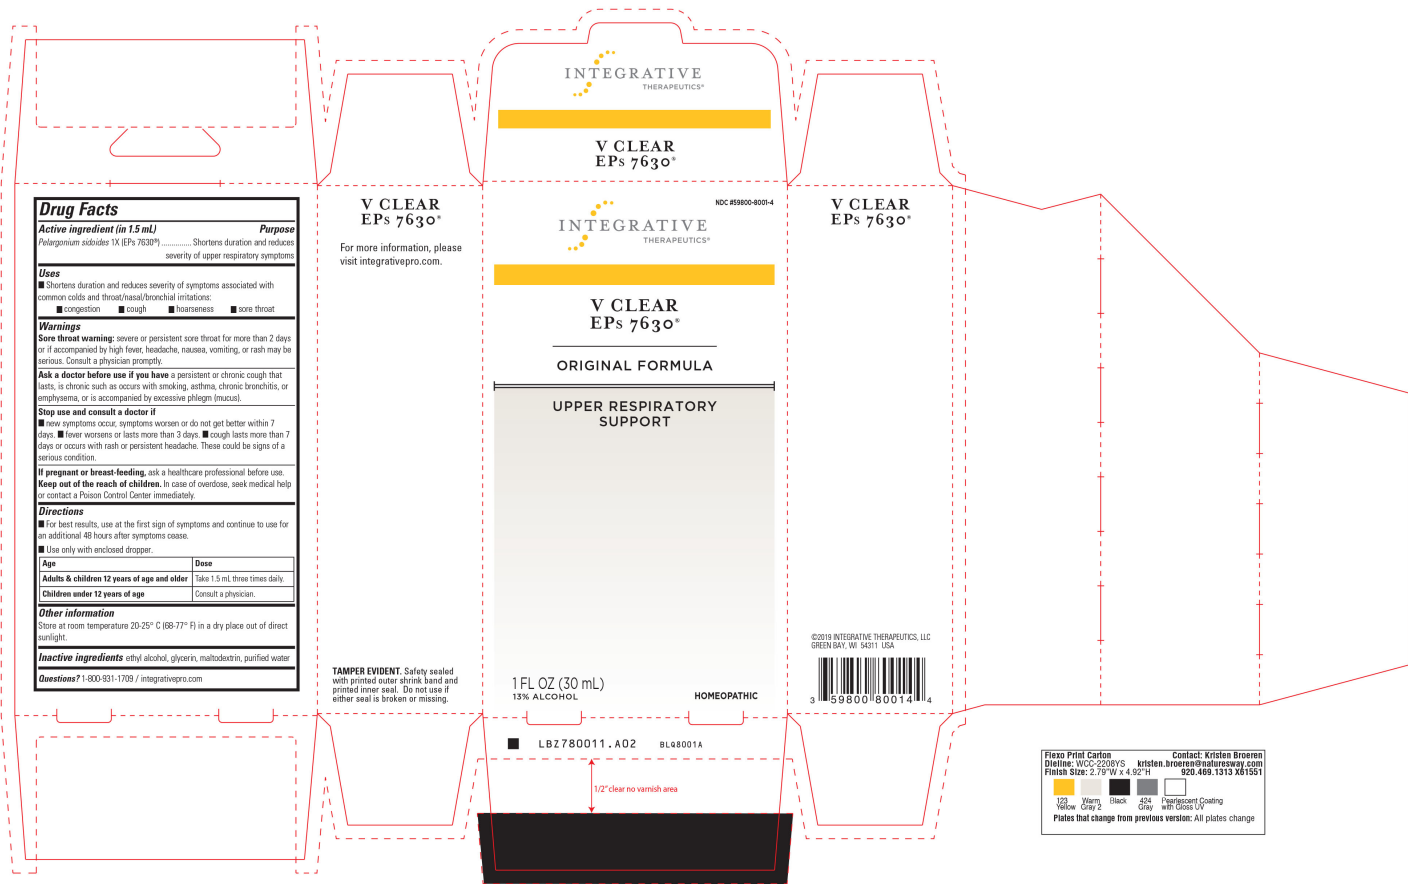 INTEGRATIVE
THERAPEUTICS®
V CLEAR
EPs 7630®
Drug Facts
Active ingredient (in 1.5 mL) Purpose
Pelargonium sidoides 1X (EPs 7630®) ............... Shortens duration and reduces
severity of upper respiratory symptoms
Uses
■ Shortens duration and reduces severity of symptoms associated with
common colds and throat/nasal/bronchial irritations:
■ congestion ■ cough ■ hoarseness ■ sore throat
Warnings
Sore throat warning: severe or persistent sore throat for more than 2 days
or if accompanied by high fever, headache, nausea, vomiting, or rash may be
serious. Consult a physician promptly.
Ask a doctor before use if you have a persistent or chronic cough that
lasts, is chronic such as occurs with smoking, asthma, chronic bronchitis, or
emphysema, or is accompanied by excessive phlegm (mucus).
Stop use and consult a doctor if
■ new symptoms occur, symptoms worsen or do not get better within 7
days. ■ fever worsens or lasts more than 3 days. ■ cough lasts more than 7
days or occurs with rash or persistent headache. These could be signs of a
serious condition.
If pregnant or breast-feeding, ask a healthcare professional before use.
Keep out of the reach of children. In case of overdose, seek medical help
or contact a Poison Control Center immediately.
Directions
■ For best results, use at the first sign of symptoms and continue to use for
an additional 48 hours after symptoms cease.
■ Use only with enclosed dropper.
Age Dose
Adults & children 12 years of age and older Take 1.5 mL three times daily.
Children under 12 years of age Consult a physician.
Other information
Store at room temperature 20-25° C (68-77° F) in a dry place out of direct
sunlight.
Inactive ingredients ethyl alcohol, glycerin, maltodextrin, purified water
Questions? 1-800-931-1709 / integrativepro.com
V CLEAR
EPs 7630®
For more information, please
visit integrativepro.com.
TAMPER EVIDENT. Safety sealed
with printed outer shrink band and
printed inner seal. Do not use if
either seal is broken or missing.
NDC #59800-8001-4
INTEGRATIVE
THERAPEUTICS®
V CLEAR
EPs 7630®
ORIGINAL FORMULA
UPPER RESPIRATORY
SUPPORT
1 FL OZ (30 mL)
13% ALCOHOL
HOMEOPATHIC
LBZ780011.A02 BLQ8001A
1/2" clear no varnish area
V CLEAR
EPs 7630®
©2019 INTEGRATIVE THERAPEUTICS, LLC
GREEN BAY, WI 54311 USA
3 59800 80014 4
Flexo Print Carton Contact: Kristen Broeren
Dieline: WCC-2208YS kristen.broeren@naturesway.com
Finish Size: 2.79"W x 4.92"H 920.469.1313 X61551
123 Warm Black 424 Pearlescent Coating
Yellow Gray 2 Gray with Gloss UV
Plates that change from previous version: All plates change